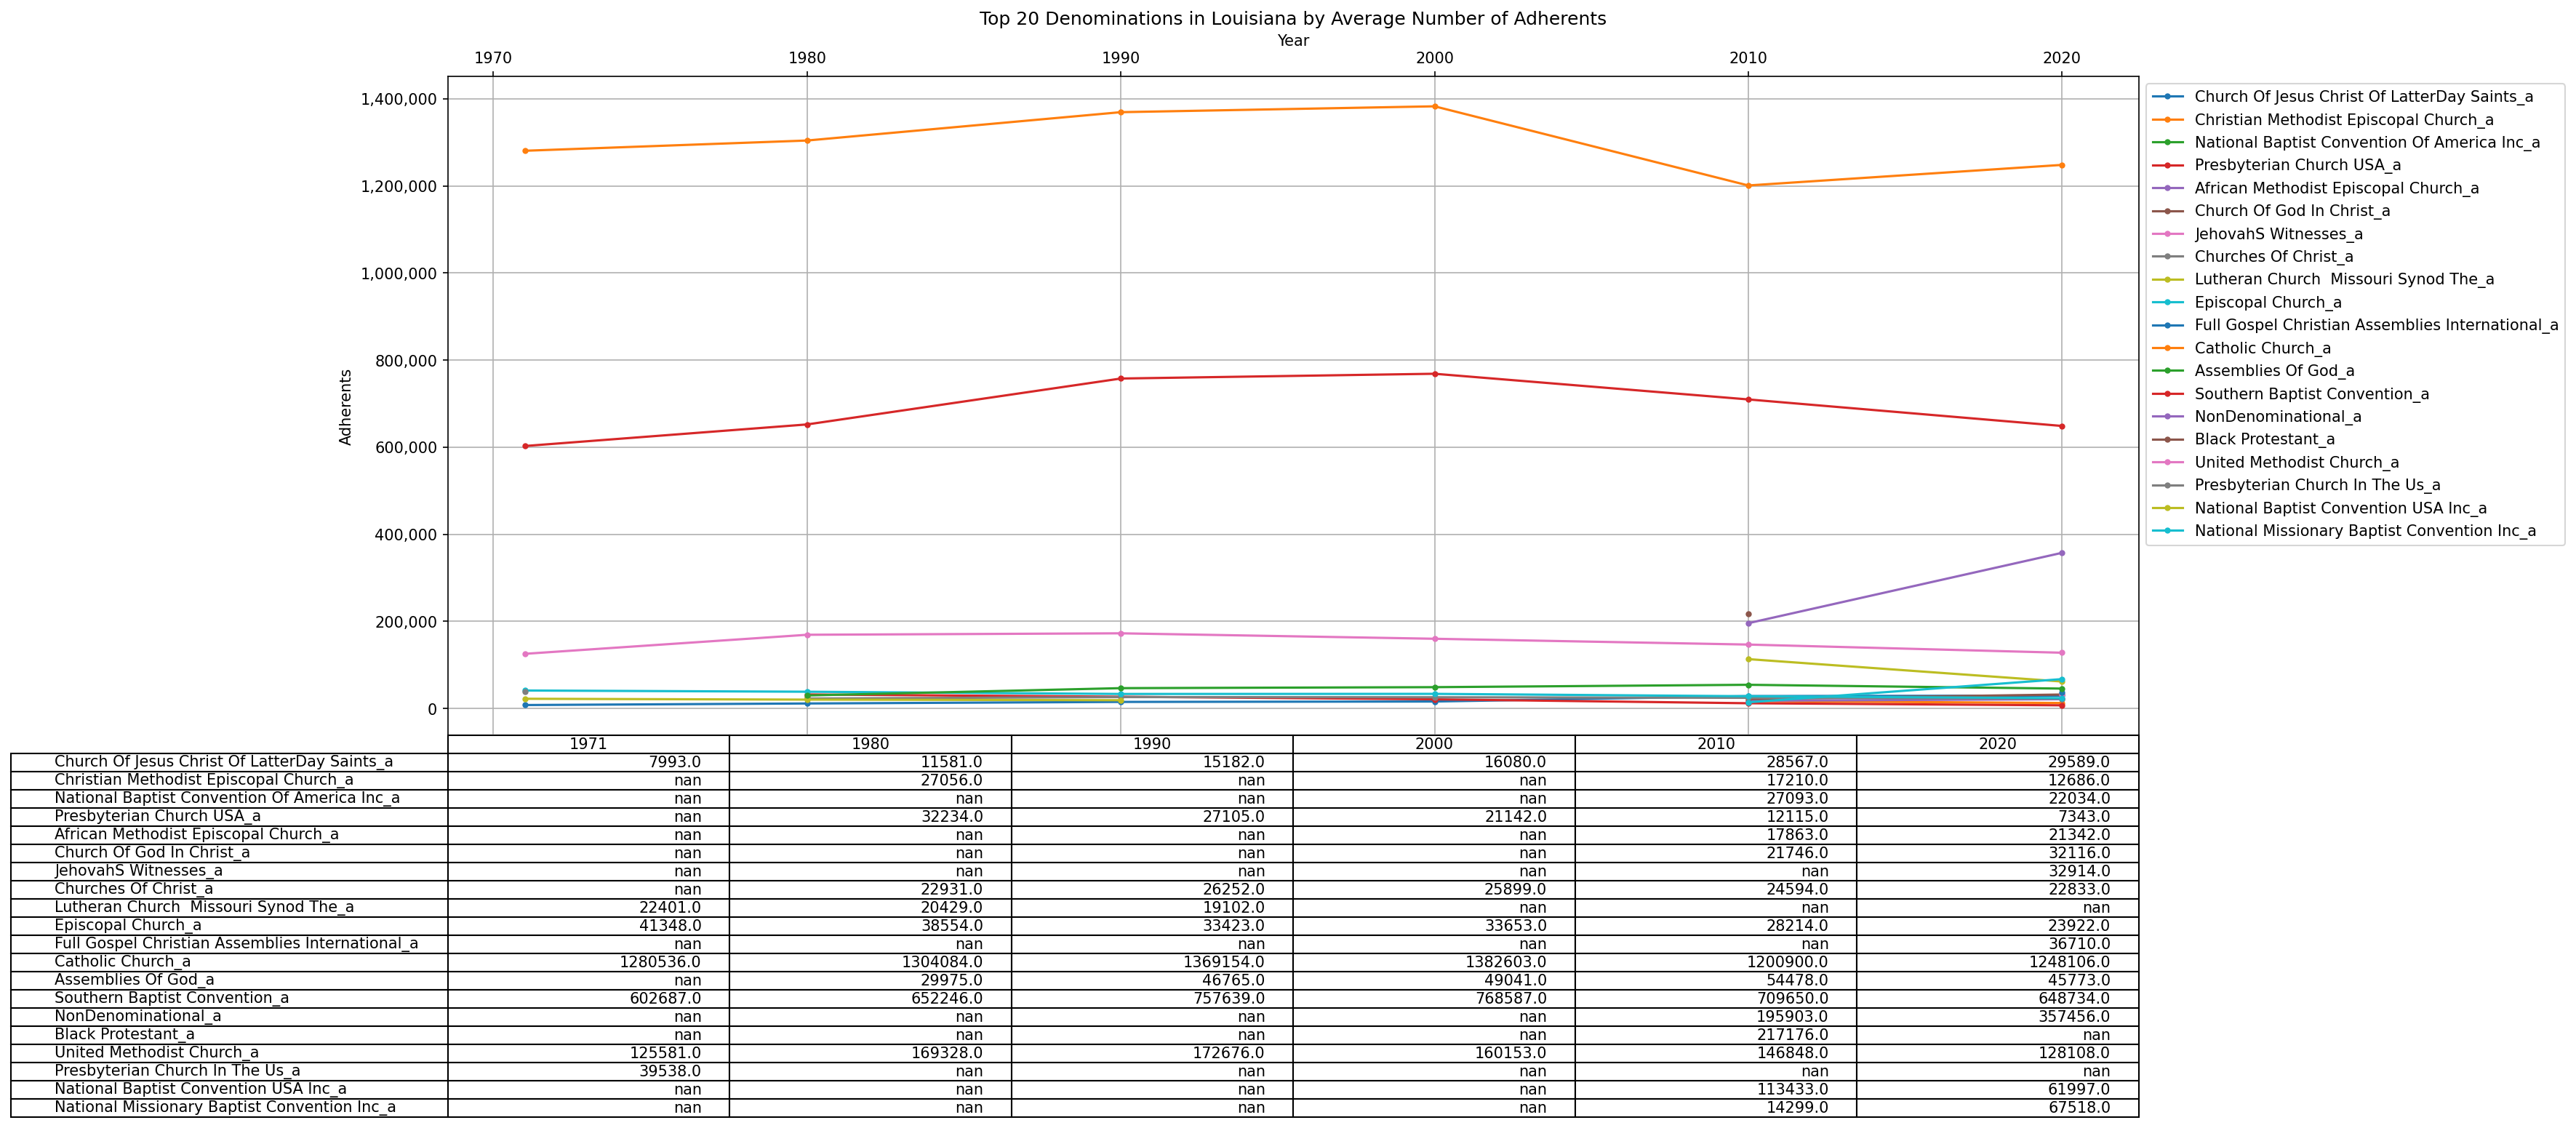 Top 20 Denominations in Louisiana by Average Number of Adherents
Year
1970 1980 1990 2000 2010 2020
1,400,000
1,200,000
1,000,000
800,000
600,000
400,000
200,000
0
Adherents
Church Of Jesus Christ Of LatterDay Saints_a
Christian Methodist Episcopal Church_a
National Baptist Convention Of America Inc_a
Presbyterian Church USA_a
African Methodist Episcopal Church_a
Church Of God In Christ_a
JehovahS Witnesses_a
Churches Of Christ_a
Lutheran Church  Missouri Synod The_a
Episcopal Church_a
Full Gospel Christian Assemblies International_a
Catholic Church_a
Assemblies Of God_a
Southern Baptist Convention_a
NonDenominational_a
Black Protestant_a
United Methodist Church_a
Presbyterian Church In The Us_a
National Baptist Convention USA Inc_a
National Missionary Baptist Convention Inc_a
1971 1980 1990 2000 2010 2020
Church Of Jesus Christ Of LatterDay Saints_a 7993.0 11581.0 15182.0 16080.0 28567.0 29589.0
Christian Methodist Episcopal Church_a nan 27056.0 nan nan 17210.0 12686.0
National Baptist Convention Of America Inc_a nan nan nan nan 27093.0 22034.0
Presbyterian Church USA_a nan 32234.0 27105.0 21142.0 12115.0 7343.0
African Methodist Episcopal Church_a nan nan nan nan 17863.0 21342.0
Church Of God In Christ_a nan nan nan nan 21746.0 32116.0
JehovahS Witnesses_a nan nan nan nan nan 32914.0
Churches Of Christ_a nan 22931.0 26252.0 25899.0 24594.0 22833.0
Lutheran Church  Missouri Synod The_a 22401.0 20429.0 19102.0 nan nan nan
Episcopal Church_a 41348.0 38554.0 33423.0 33653.0 28214.0 23922.0
Full Gospel Christian Assemblies International_a nan nan nan nan nan 36710.0
Catholic Church_a 1280536.0 1304084.0 1369154.0 1382603.0 1200900.0 1248106.0
Assemblies Of God_a nan 29975.0 46765.0 49041.0 54478.0 45773.0
Southern Baptist Convention_a 602687.0 652246.0 757639.0 768587.0 709650.0 648734.0
NonDenominational_a nan nan nan nan 195903.0 357456.0
Black Protestant_a nan nan nan nan 217176.0 nan
United Methodist Church_a 125581.0 169328.0 172676.0 160153.0 146848.0 128108.0
Presbyterian Church In The Us_a 39538.0 nan nan nan nan nan
National Baptist Convention USA Inc_a nan nan nan nan 113433.0 61997.0
National Missionary Baptist Convention Inc_a nan nan nan nan 14299.0 67518.0